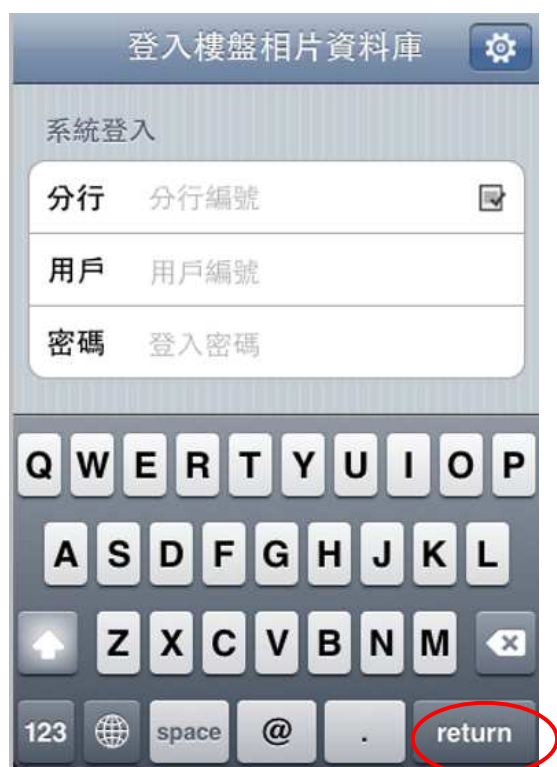 登入樓盤相片資料庫
系統登入
分行 分行編號
用戶 用戶編號
密碼 登入密碼
Q W E R T Y U I O P
A S D F G H J K L
Z X C V B N M
123 space @ . return